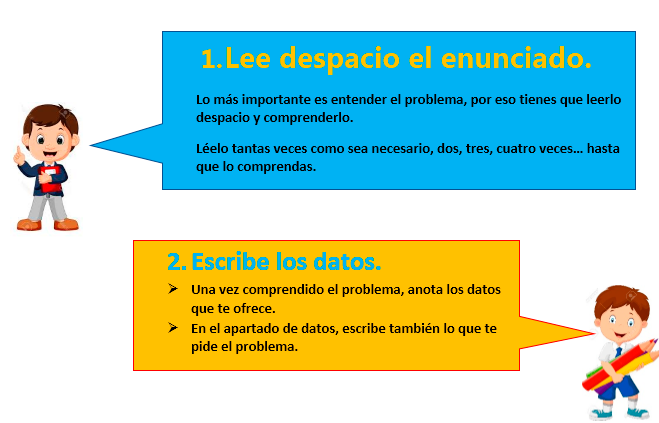 1. Lee despacio el enunciado.
Lo más importante es entender el problema, por eso tienes que leerlo
despacio y comprenderlo.
Léelo tantas veces como sea necesario, dos, tres, cuatro veces... hasta
que lo comprendas.
2. Escribe los datos.
➢ Una vez comprendido el problema, anota los datos
que te ofrece.
➢ En el apartado de datos, escribe también lo que te
pide el problema.